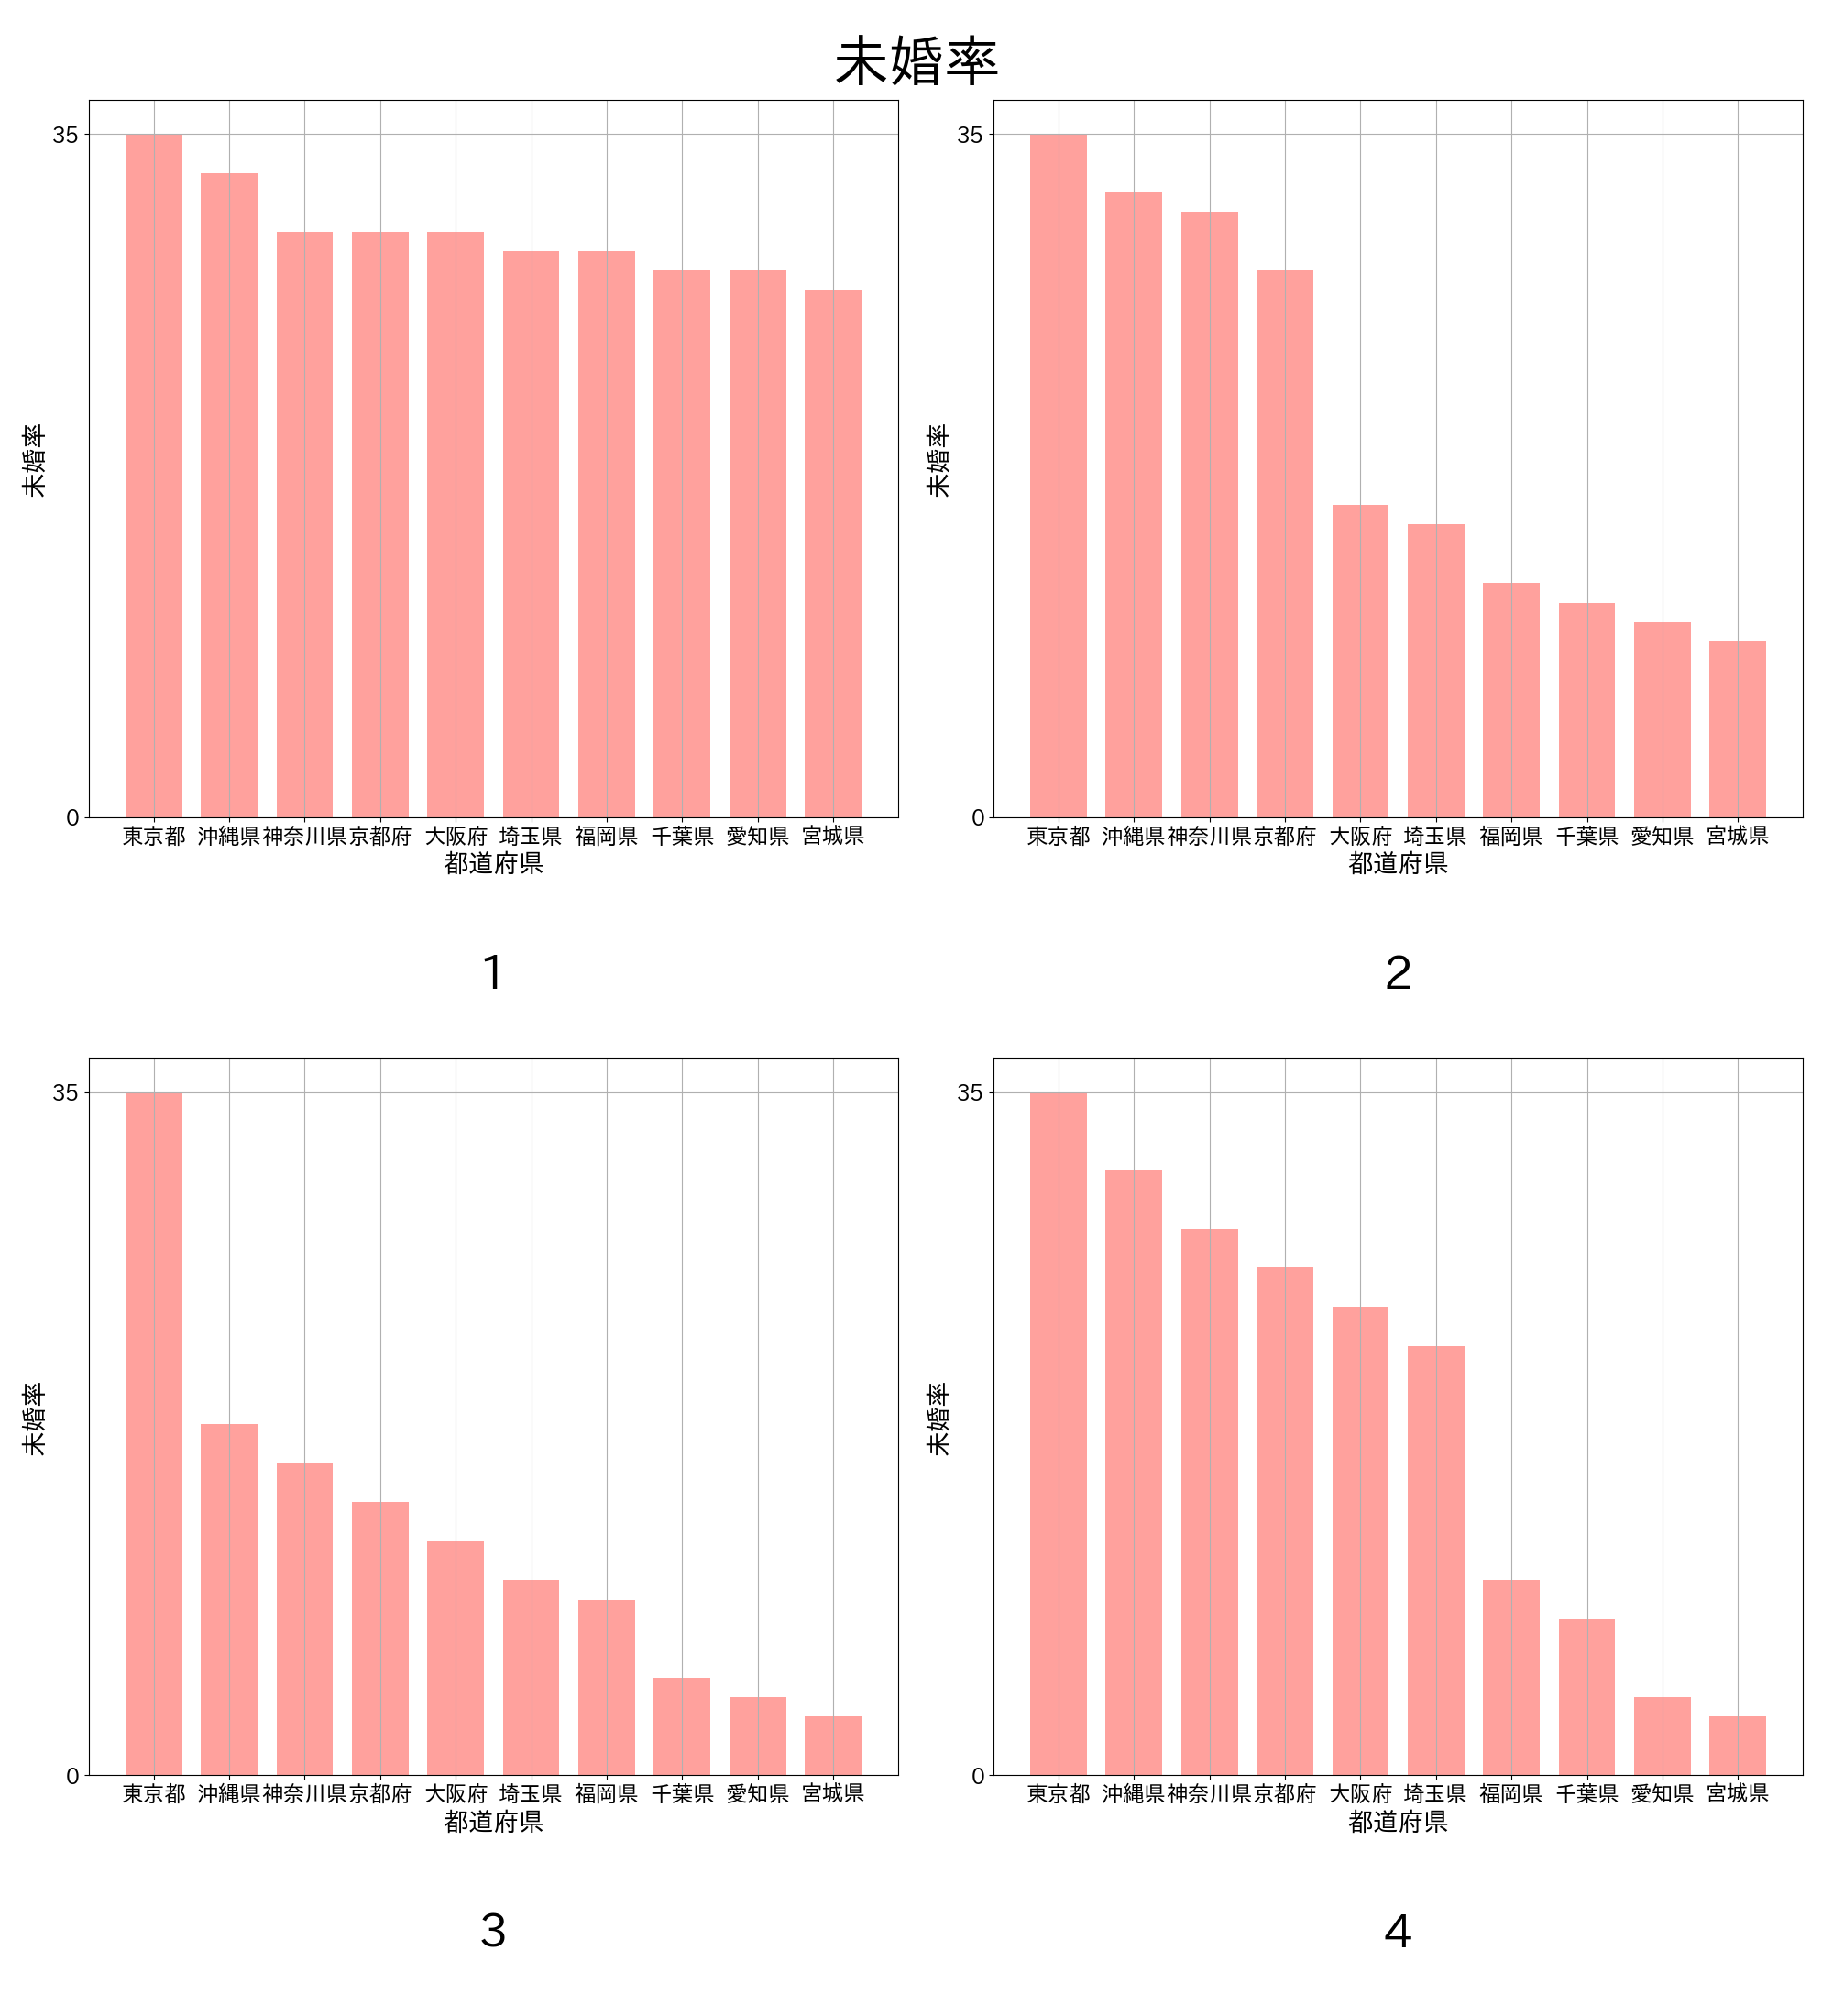 未婚率
35
0
未婚率
東京都 沖縄県 神奈川県 京都府 大阪府 埼玉県 福岡県 千葉県 愛知県 宮城県
都道府県
1
35
0
未婚率
東京都 沖縄県 神奈川県 京都府 大阪府 埼玉県 福岡県 千葉県 愛知県 宮城県
都道府県
2
35
0
未婚率
東京都 沖縄県 神奈川県 京都府 大阪府 埼玉県 福岡県 千葉県 愛知県 宮城県
都道府県
3
35
0
未婚率
東京都 沖縄県 神奈川県 京都府 大阪府 埼玉県 福岡県 千葉県 愛知県 宮城県
都道府県
4